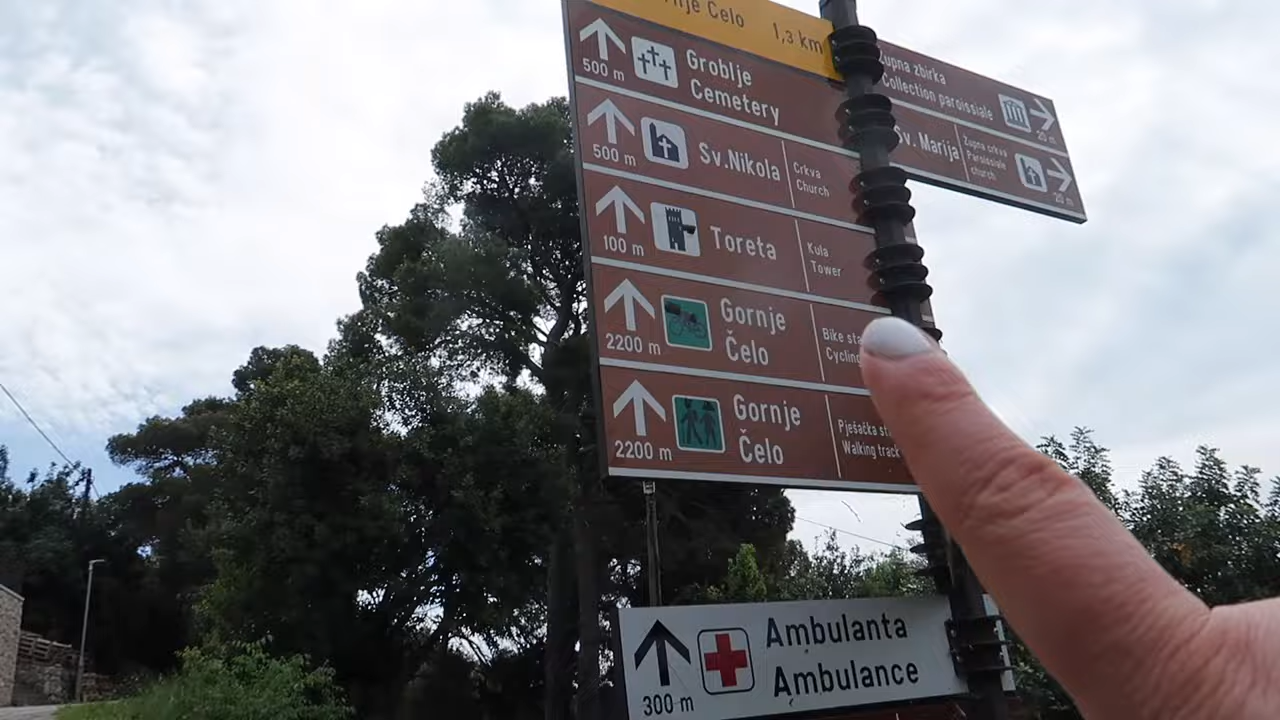 Čelo
1,3 km
500 m
Groblje
Cemetery
500 m
Sv.Nikola
Crkva
Church
100 m
Toreta
Kula
Tower
2200 m
Gornje
Čelo
Bike
2200 m
Gornje
Čelo
Pješačka
Walking track
Župna zbirka
Collection paroissiale
20 m
Sv. Marija
Župna crkva
Paroissiale
church
20 m
300 m
Ambulanta
Ambulance